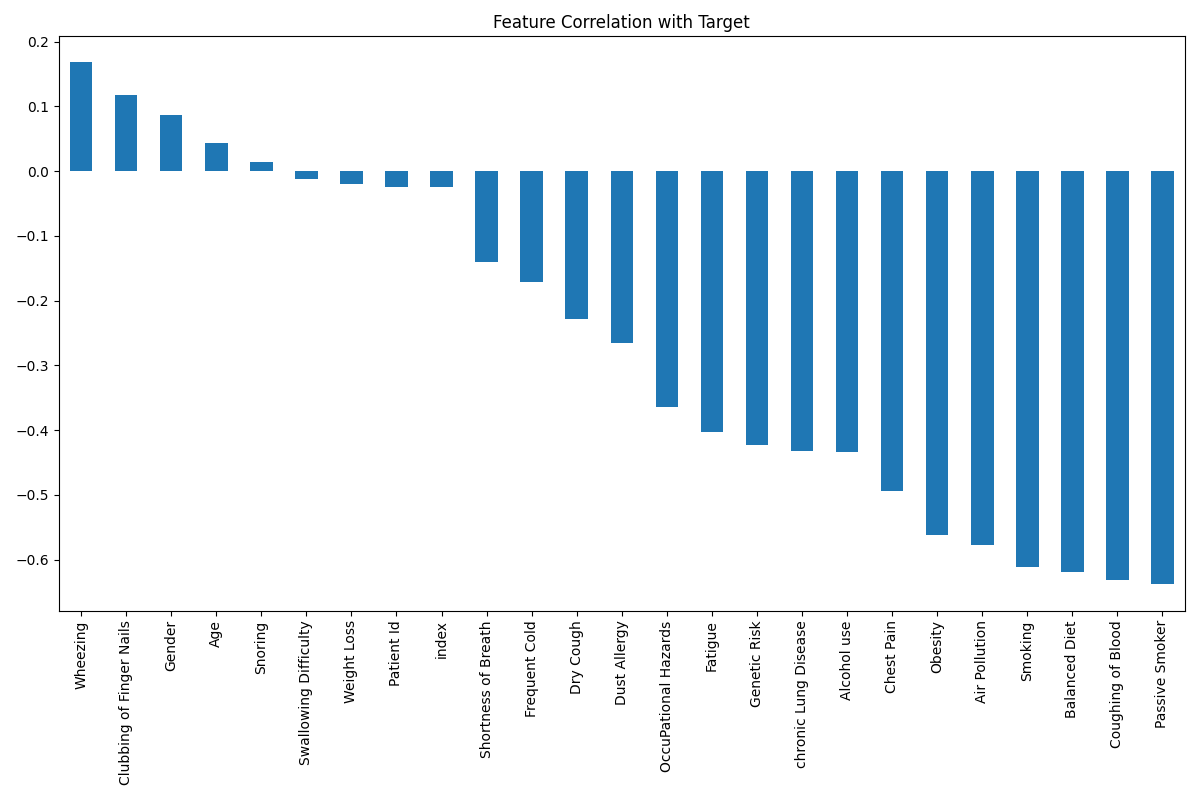 Feature Correlation with Target
0.2
0.1
0.0
−0.1
−0.2
−0.3
−0.4
−0.5
−0.6
Wheezing
Clubbing of Finger Nails
Gender
Age
Snoring
Swallowing Difficulty
Weight Loss
Patient Id
index
Shortness of Breath
Frequent Cold
Dry Cough
Dust Allergy
OccuPational Hazards
Fatigue
Genetic Risk
chronic Lung Disease
Alcohol use
Chest Pain
Obesity
Air Pollution
Smoking
Balanced Diet
Coughing of Blood
Passive Smoker